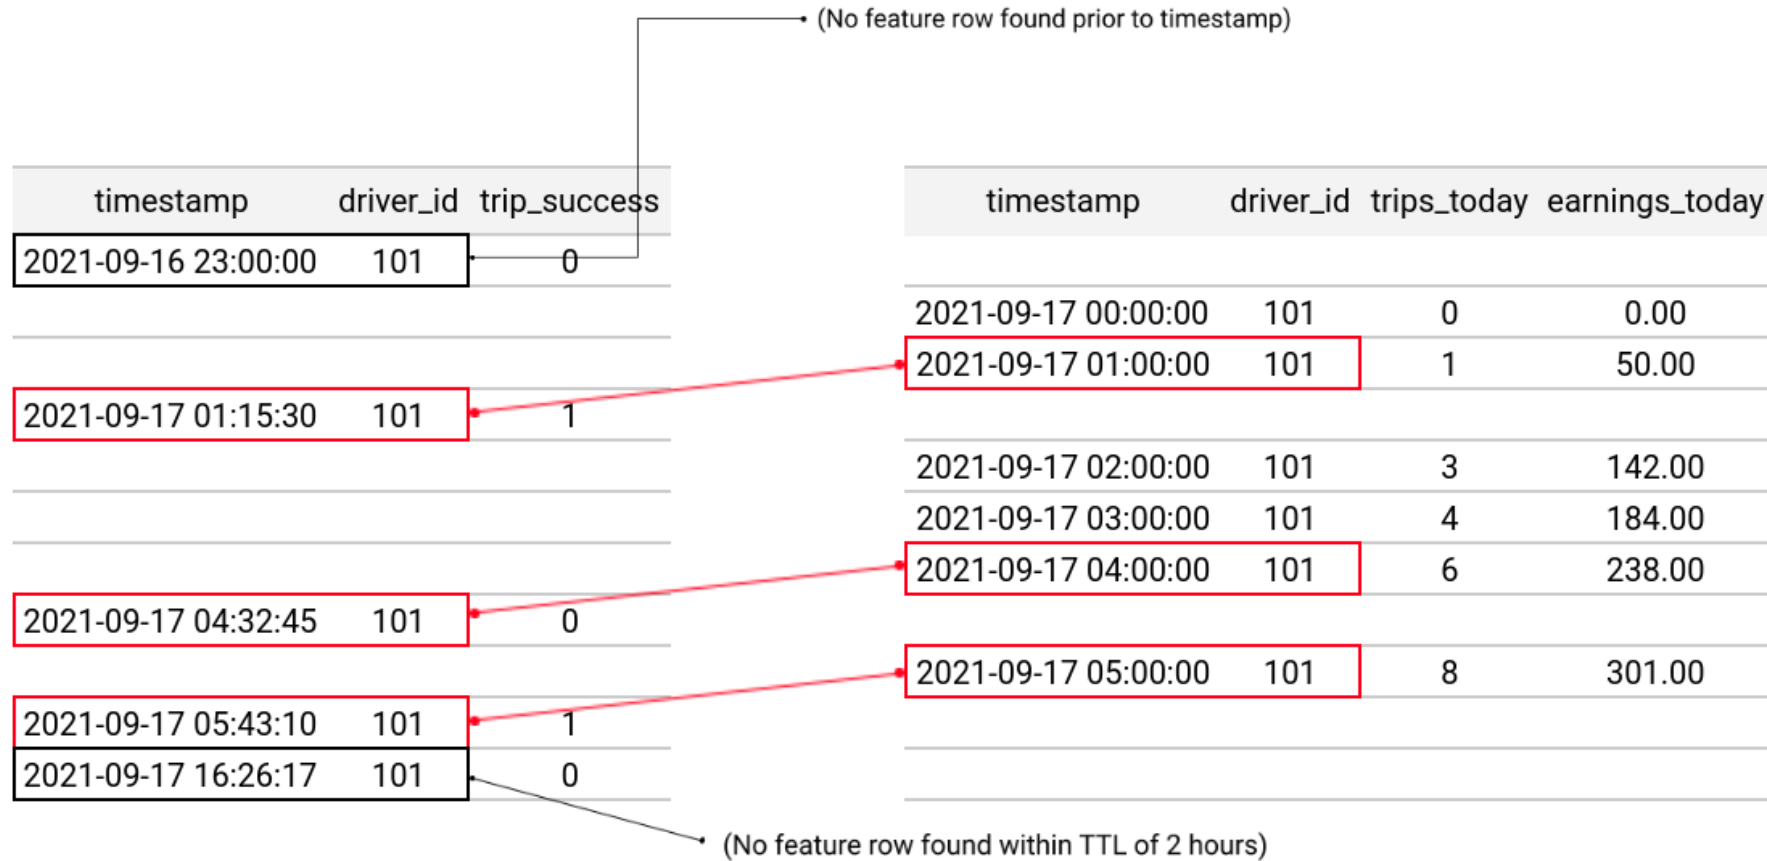 (No feature row found prior to timestamp)
timestamp driver_id trip_success
2021-09-16 23:00:00 101 0
2021-09-17 01:15:30 101 1
2021-09-17 04:32:45 101 0
2021-09-17 05:43:10 101 1
2021-09-17 16:26:17 101 0
timestamp driver_id trips_today earnings_today
2021-09-17 00:00:00 101 0 0.00
2021-09-17 01:00:00 101 1 50.00
2021-09-17 02:00:00 101 3 142.00
2021-09-17 03:00:00 101 4 184.00
2021-09-17 04:00:00 101 6 238.00
2021-09-17 05:00:00 101 8 301.00
(No feature row found within TTL of 2 hours)